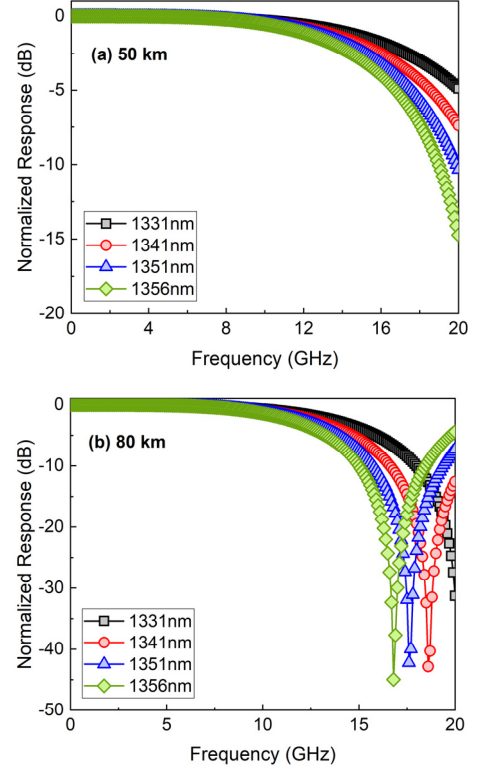 (a) 50 km
Normalized Response (dB)
0
-5
-10
-15
-20
1331nm
1341nm
1351nm
1356nm
0 4 8 12 16 20
Frequency (GHz)
(b) 80 km
Normalized Response (dB)
0
-10
-20
-30
-40
-50
1331nm
1341nm
1351nm
1356nm
0 5 10 15 20
Frequency (GHz)